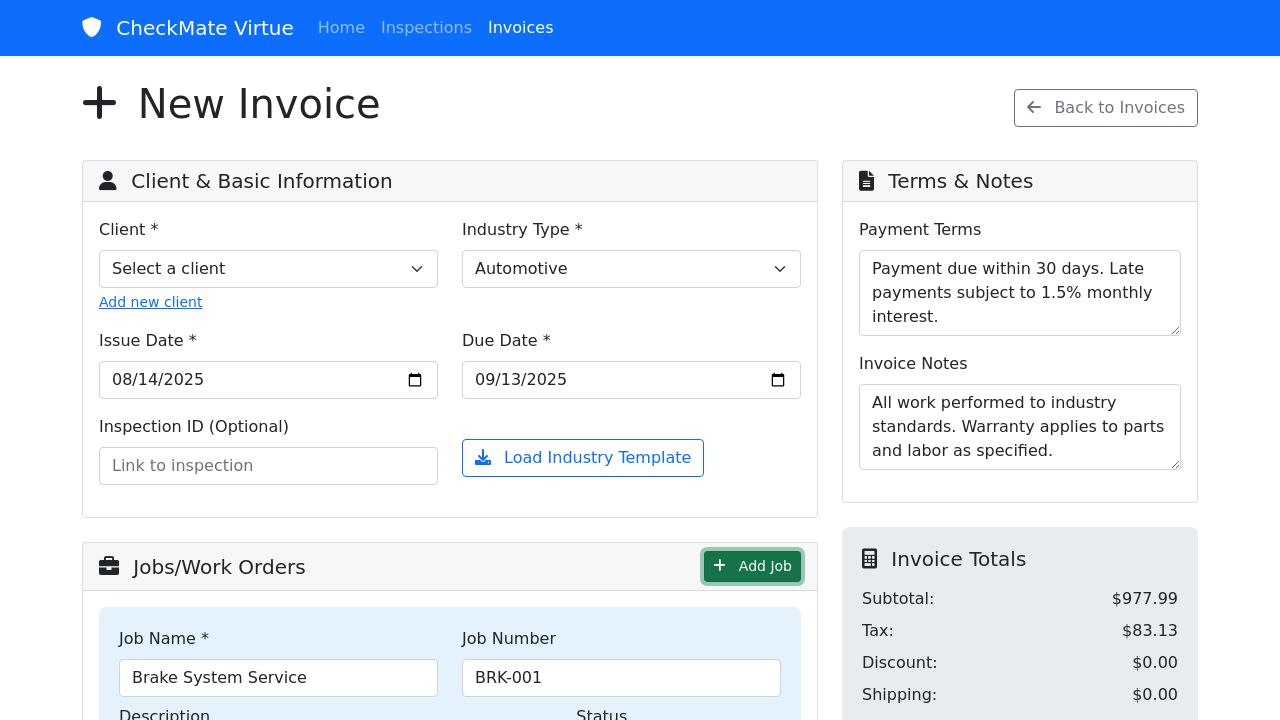 CheckMate Virtue
Home
Inspections
Invoices
New Invoice
Back to Invoices
Client & Basic Information
Client *
Select a client
Add new client
Industry Type *
Automotive
Issue Date *
08/14/2025
Due Date *
09/13/2025
Inspection ID (Optional)
Link to inspection
Load Industry Template
Jobs/Work Orders
Add Job
Job Name *
Brake System Service
Job Number
BRK-001
Description
Status
Terms & Notes
Payment Terms
Payment due within 30 days. Late
payments subject to 1.5% monthly
interest.
Invoice Notes
All work performed to industry
standards. Warranty applies to parts
and labor as specified.
Invoice Totals
Subtotal: $977.99
Tax: $83.13
Discount: $0.00
Shipping: $0.00